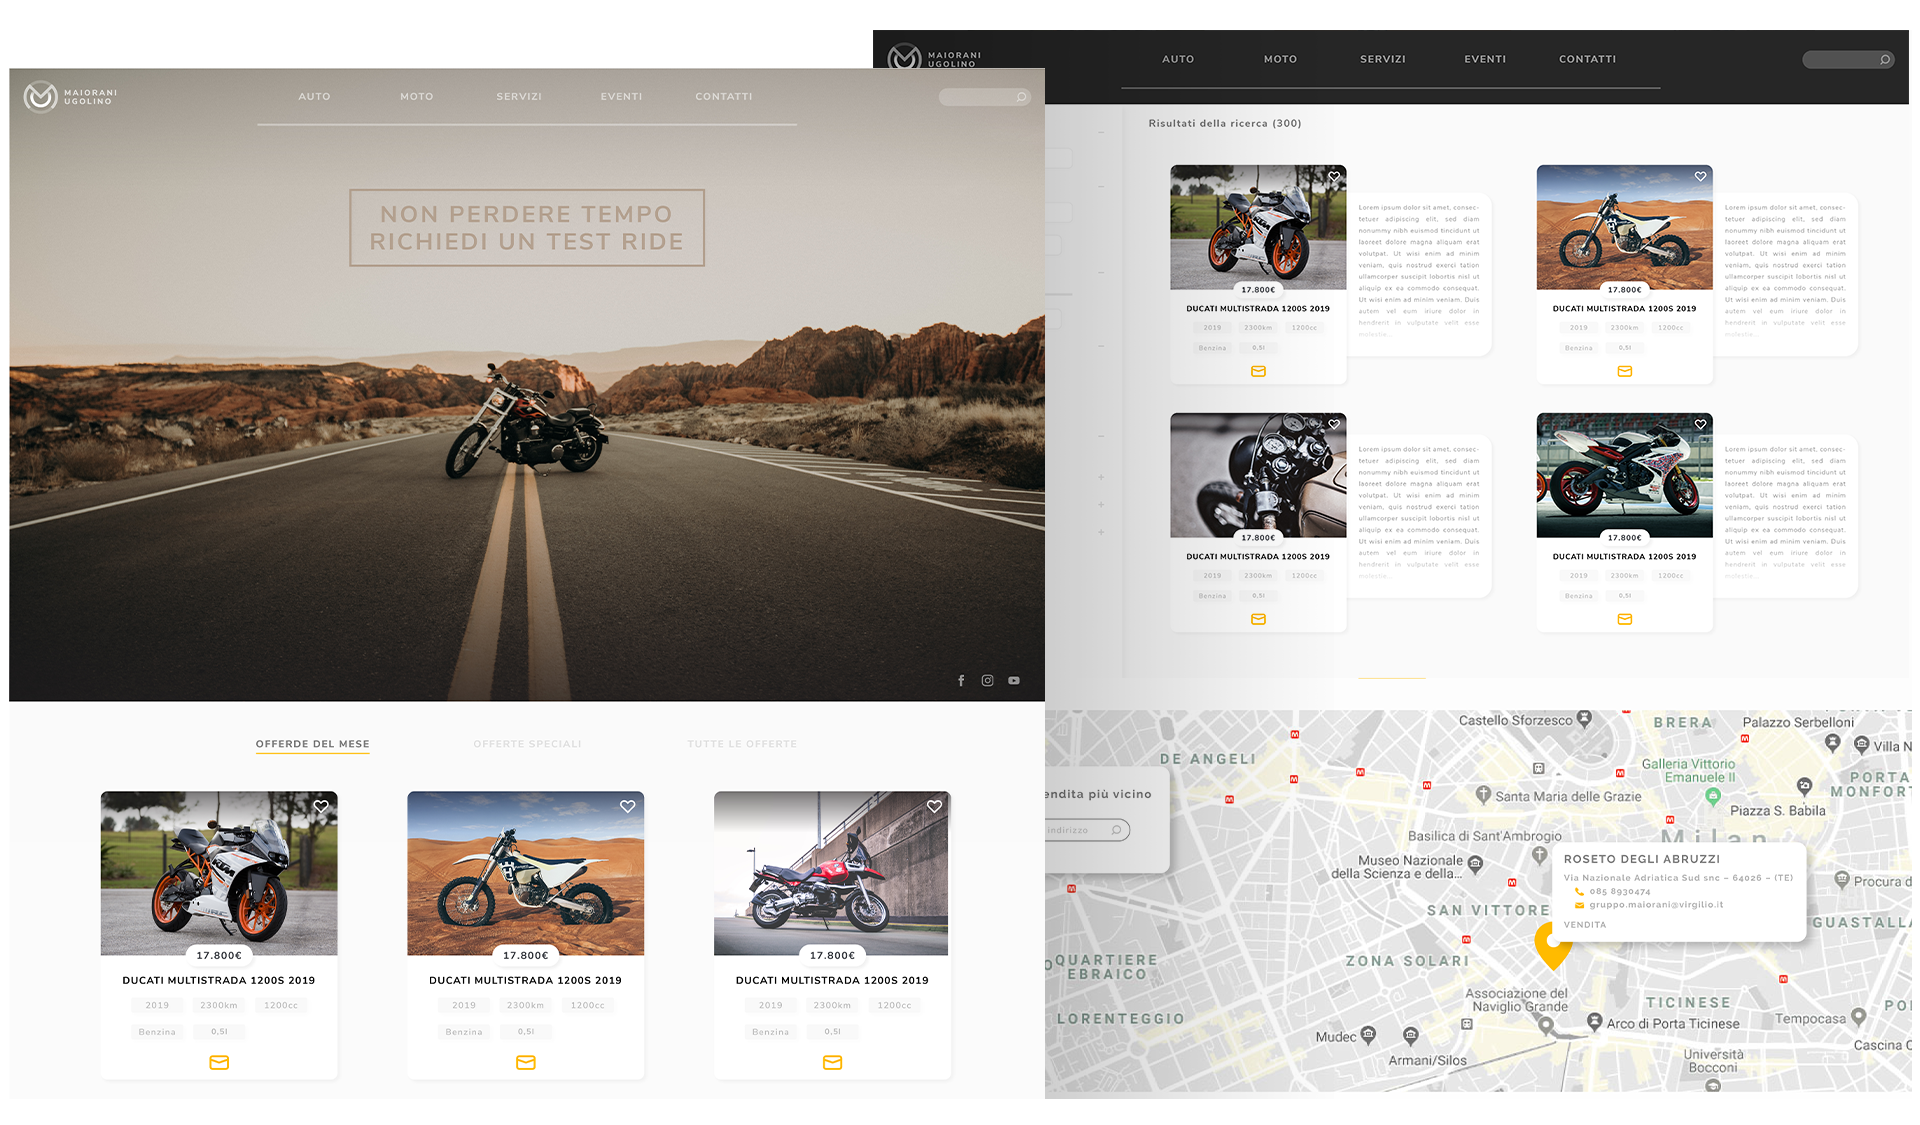 MAIORANI
UGOLINO
AUTO
MOTO
SERVIZI
EVENTI
CONTATTI
NON PERDERE TEMPO
RICHIEDI UN TEST RIDE
OFFERDE DEL MESE
OFFERTE SPECIALI
TUTTE LE OFFERTE
17.800€
DUCATI MULTISTRADA 1200S 2019
2019
2300km
1200cc
Benzina
0,5l
17.800€
DUCATI MULTISTRADA 1200S 2019
2019
2300km
1200cc
Benzina
0,5l
17.800€
DUCATI MULTISTRADA 1200S 2019
2019
2300km
1200cc
Benzina
0,5l
MAIORANI
UGOLINO
AUTO
MOTO
SERVIZI
EVENTI
CONTATTI
Risultati della ricerca (300)
17.800€
DUCATI MULTISTRADA 1200S 2019
2019
2300km
1200cc
Benzina
0,5l
Lorem ipsum dolor sit amet, consec-
tetuer adipiscing elit, sed diam
nonummy nibh euismod tincidunt ut
laoreet dolore magna aliquam erat
volutpat. Ut wisi enim ad minim
veniam, quis nostrud exerci tation
ullamcorper suscipit lobortis nisl ut
aliquip ex ea commodo consequat.
Ut wisi enim ad minim veniam. Duis
autem vel eum iriure dolor in
hendrerit in vulputate velit esse
molestie...
17.800€
DUCATI MULTISTRADA 1200S 2019
2019
2300km
1200cc
Benzina
0,5l
Lorem ipsum dolor sit amet, consec-
tetuer adipiscing elit, sed diam
nonummy nibh euismod tincidunt ut
laoreet dolore magna aliquam erat
volutpat. Ut wisi enim ad minim
veniam, quis nostrud exerci tation
ullamcorper suscipit lobortis nisl ut
aliquip ex ea commodo consequat.
Ut wisi enim ad minim veniam. Duis
autem vel eum iriure dolor in
hendrerit in vulputate velit esse
molestie...
17.800€
DUCATI MULTISTRADA 1200S 2019
2019
2300km
1200cc
Benzina
0,5l
Lorem ipsum dolor sit amet, consec-
tetuer adipiscing elit, sed diam
nonummy nibh euismod tincidunt ut
laoreet dolore magna aliquam erat
volutpat. Ut wisi enim ad minim
veniam, quis nostrud exerci tation
ullamcorper suscipit lobortis nisl ut
aliquip ex ea commodo consequat.
Ut wisi enim ad minim veniam. Duis
autem vel eum iriure dolor in
hendrerit in vulputate velit esse
molestie...
17.800€
DUCATI MULTISTRADA 1200S 2019
2019
2300km
1200cc
Benzina
0,5l
Lorem ipsum dolor sit amet, consec-
tetuer adipiscing elit, sed diam
nonummy nibh euismod tincidunt ut
laoreet dolore magna aliquam erat
volutpat. Ut wisi enim ad minim
veniam, quis nostrud exerci tation
ullamcorper suscipit lobortis nisl ut
aliquip ex ea commodo consequat.
Ut wisi enim ad minim veniam. Duis
autem vel eum iriure dolor in
hendrerit in vulputate velit esse
molestie...
Castello Sforzesco
BRERA
Palazzo Serbelloni
DE ANGELI
Villa N
Galleria Vittorio
Emanuele II
PORTA
MONFORT
endita più vicino
indirizzo
Santa Maria delle Grazie
Piazza S. Babila
Basilica di Sant'Ambrogio
Milan
Museo Nazionale
della Scienza e della...
ROSETO DEGLI ABRUZZI
Via Nazionale Adriatica Sud snc – 64026 – (TE)
085 8930474
gruppo.maiorani@virgilio.it
VENDITA
Procura d
SAN VITTORE
GUASTALLA
QUARTIERE
EBRAICO
ZONA SOLARI
Associazione del
Naviglio Grande
TICINESE
LORENTEGGIO
Arco di Porta Ticinese
Tempocasa
PO
Mudec
Armani/Silos
Università
Bocconi
Cascina C